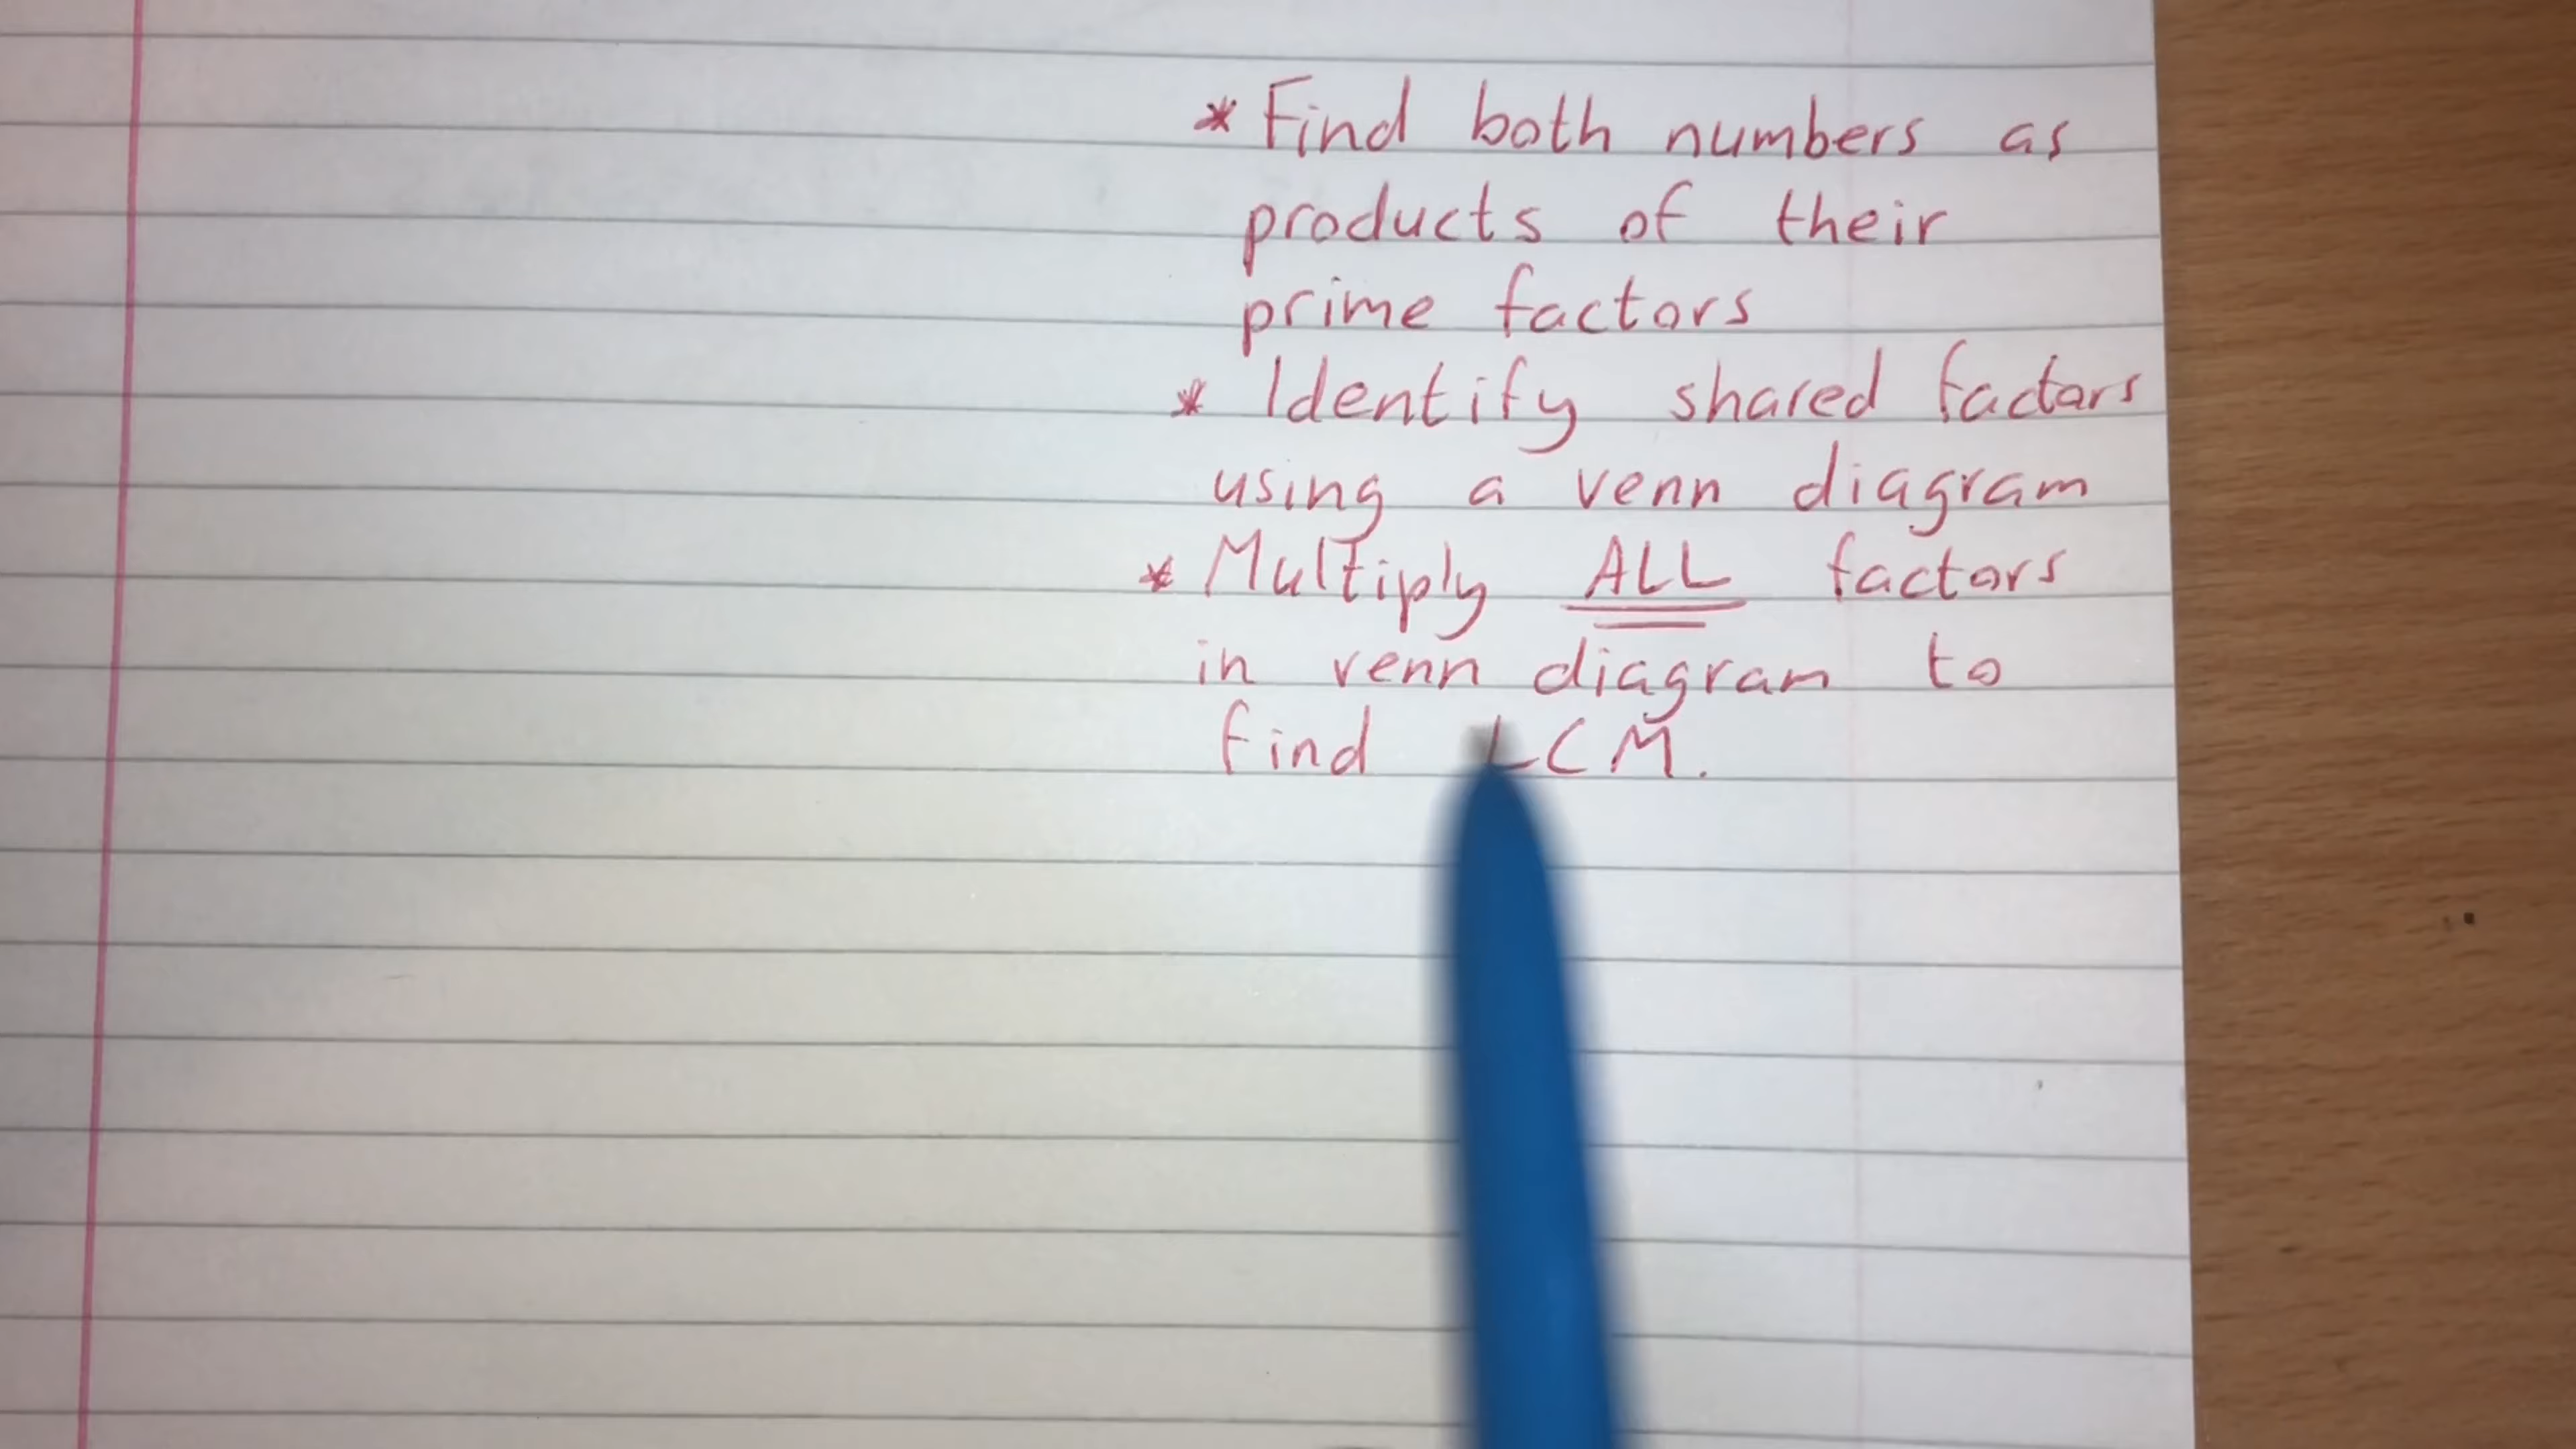 * Find both numbers as
products of their
prime factors
* Identify shared factors
using a venn diagram
* Multiply ALL factors
in venn diagram to
find LCM.